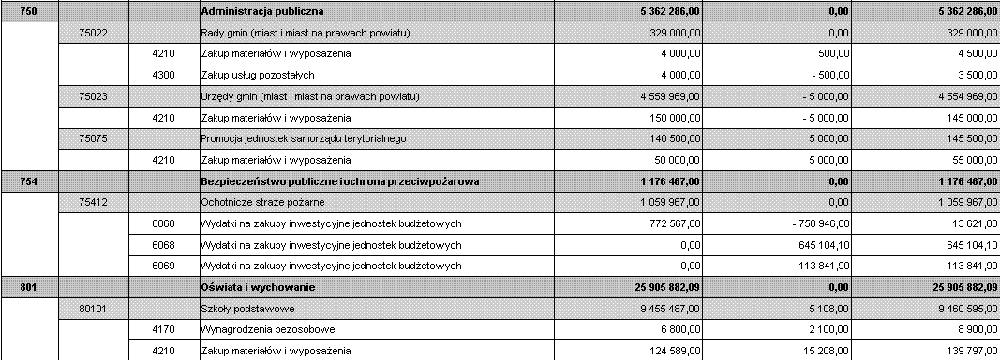 750 Administracja publiczna 5 362 286,00 0,00 5 362 286,00
75022 Rady gmin (miast i miast na prawach powiatu) 329 000,00 0,00 329 000,00
4210 Zakup materiałów i wyposażenia 4 000,00 500,00 4 500,00
4300 Zakup usług pozostałych 4 000,00 - 500,00 3 500,00
75023 Urzędy gmin (miast i miast na prawach powiatu) 4 559 969,00 - 5 000,00 4 554 969,00
4210 Zakup materiałów i wyposażenia 150 000,00 - 5 000,00 145 000,00
75075 Promocja jednostek samorządu terytorialnego 140 500,00 5 000,00 145 500,00
4210 Zakup materiałów i wyposażenia 50 000,00 5 000,00 55 000,00
754 Bezpieczeństwo publiczne i ochrona przeciwpożarowa 1 176 467,00 0,00 1 176 467,00
75412 Ochotnicze straże pożarne 1 059 967,00 0,00 1 059 967,00
6060 Wydatki na zakupy inwestycyjne jednostek budżetowych 772 567,00 - 758 946,00 13 621,00
6068 Wydatki na zakupy inwestycyjne jednostek budżetowych 0,00 645 104,10 645 104,10
6069 Wydatki na zakupy inwestycyjne jednostek budżetowych 0,00 113 841,90 113 841,90
801 Oświata i wychowanie 25 905 882,09 0,00 25 905 882,09
80101 Szkoły podstawowe 9 455 487,00 5 108,00 9 460 595,00
4170 Wynagrodzenia bezosobowe 6 800,00 2 100,00 8 900,00
4210 Zakup materiałów i wyposażenia 124 589,00 15 208,00 139 797,00